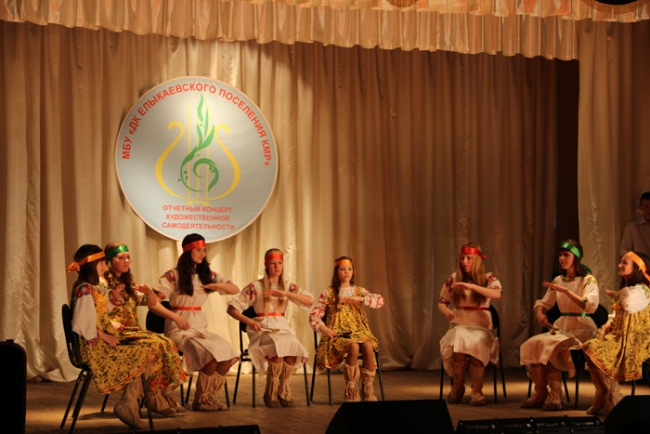 МБУ «ДК ЕЛЫКАЕВСКОГО ПОСЕЛЕНИЯ КМР»
ОТЧЕТНЫЙ КОНЦЕРТ
ХУДОЖЕСТВЕННОЙ
САМОДЕЯТЕЛЬНОСТИ